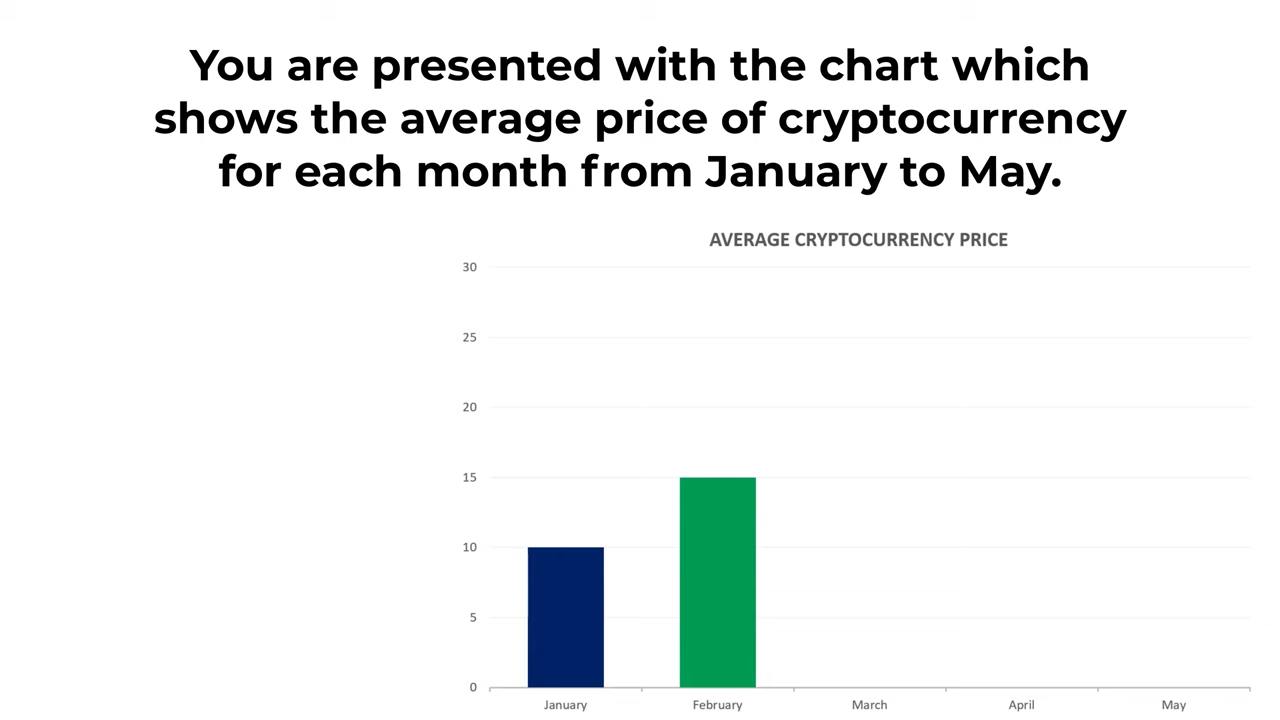 You are presented with the chart which
shows the average price of cryptocurrency
for each month from January to May.
AVERAGE CRYPTOCURRENCY PRICE
30
25
20
15
10
5
0
January February March April May